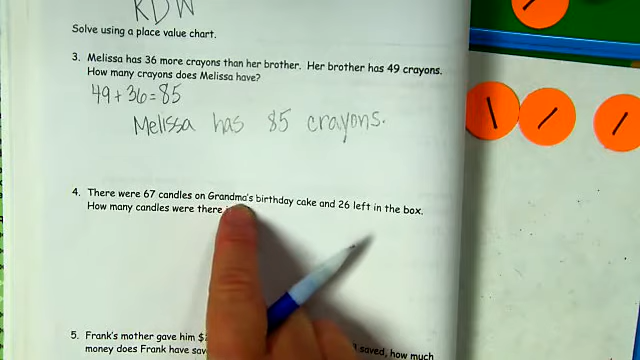 RDW
Solve using a place value chart.
3. Melissa has 36 more crayons than her brother. Her brother has 49 crayons.
How many crayons does Melissa have?
49 + 36 = 85
Melissa has 85 crayons.
4. There were 67 candles on Grandma's birthday cake and 26 left in the box.
How many candles were there
5. Frank's mother gave him $
saved, how much
money does Frank have